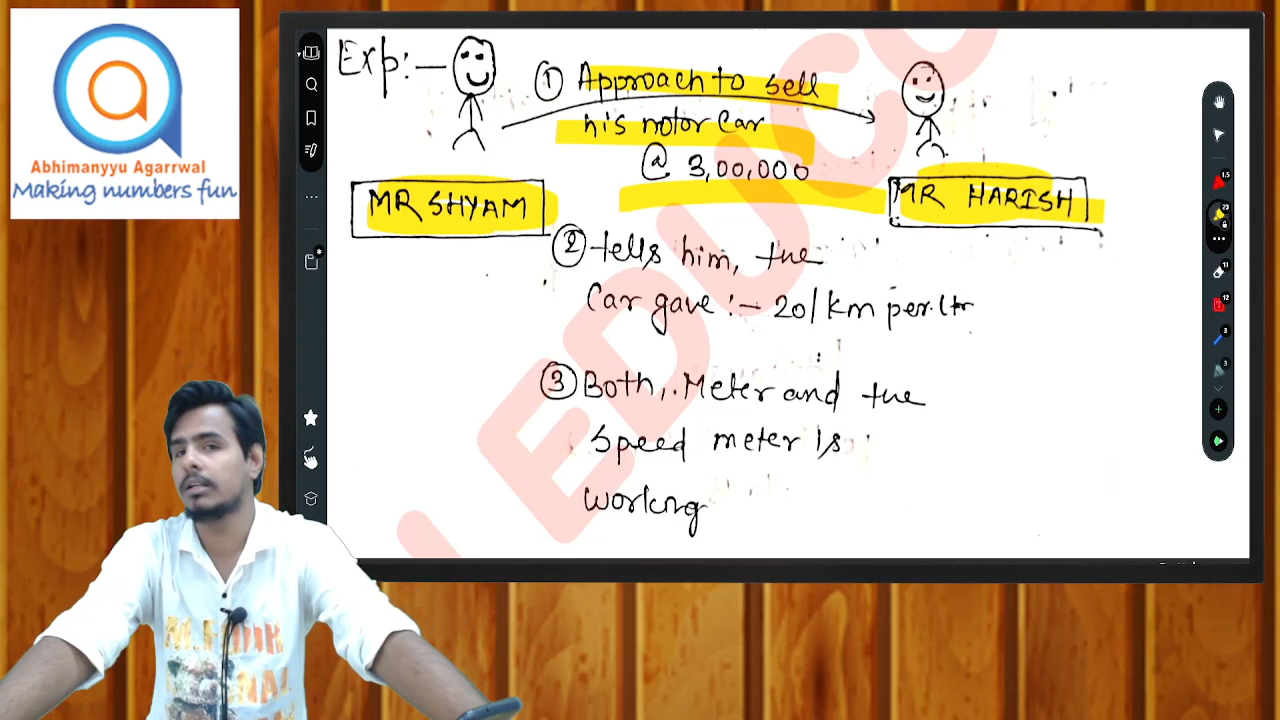 Abhimanyyu Agarrwal
Making numbers fun
Exp:—
① Approach to sell
his motor Car
@ 3,00,000
MR SHYAM
MR HARISH
② tells him, the
Car gave :— 20/km per.ltr
③ Both, Meter and the
Speed meter is
working
EDUCO